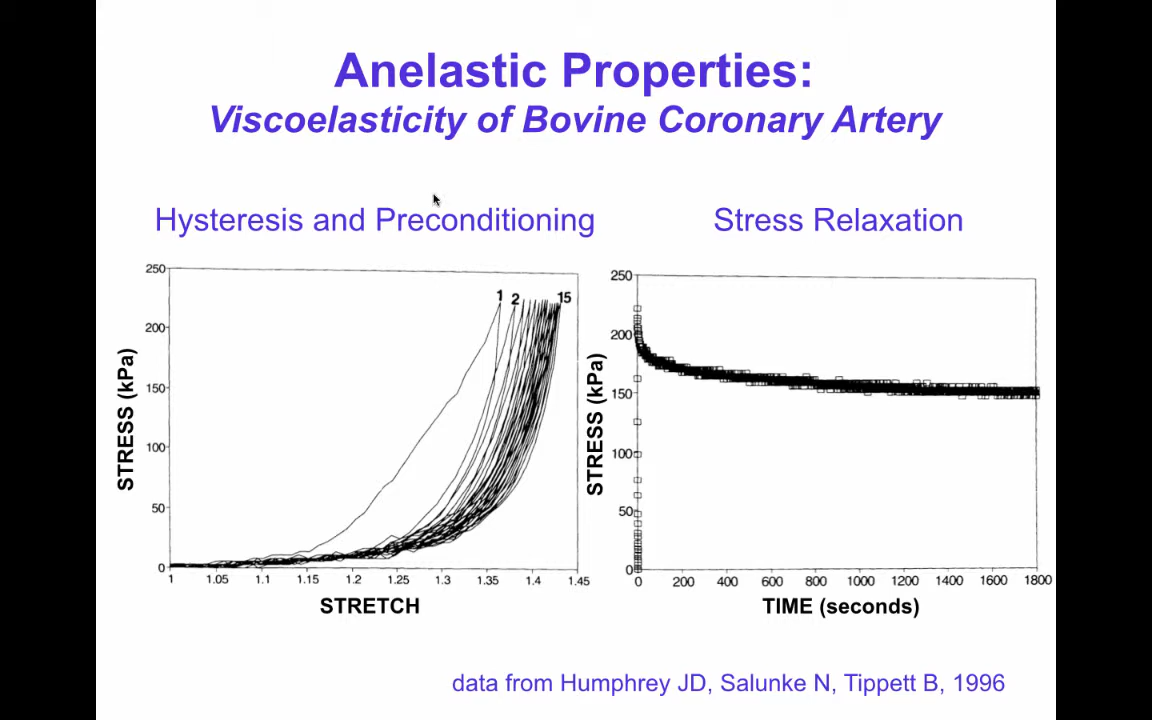 Anelastic Properties:
Viscoelasticity of Bovine Coronary Artery
Hysteresis and Preconditioning
Stress Relaxation
250
200
150
100
50
0
1 2 15
STRESS (kPa)
1 1.05 1.1 1.15 1.2 1.25 1.3 1.35 1.4 1.45
STRETCH
250
200
150
100
50
0
STRESS (kPa)
0 200 400 600 800 1000 1200 1400 1600 1800
TIME (seconds)
data from Humphrey JD, Salunke N, Tippett B, 1996